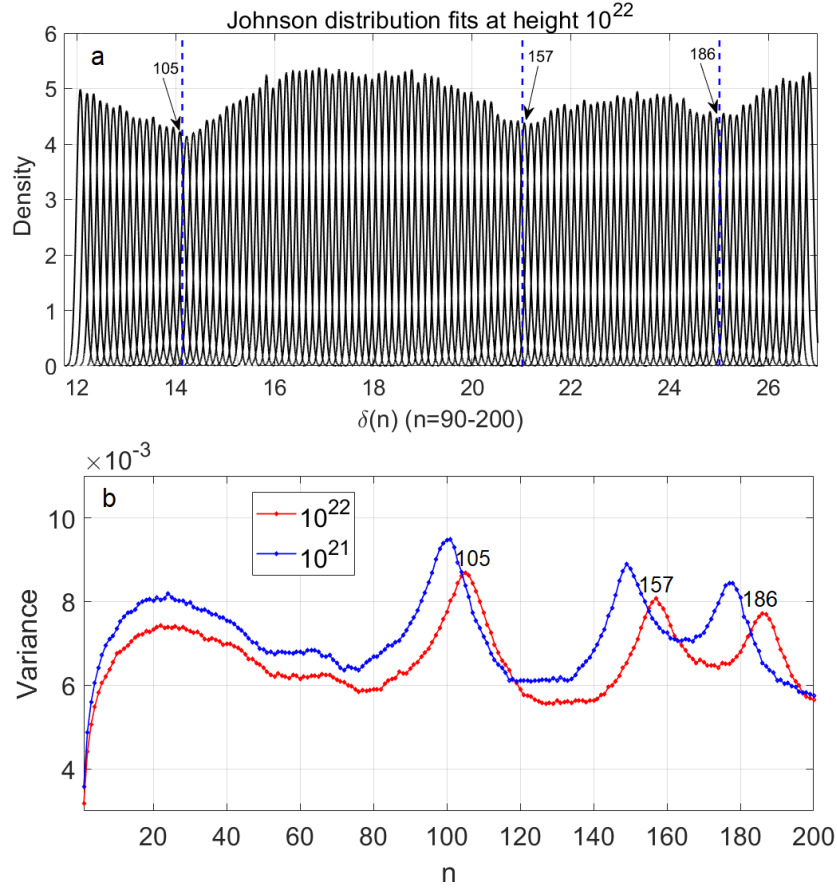 Johnson distribution fits at height 10^22
a
6
5
4
3
2
1
0
Density
105
157
186
12 14 16 18 20 22 24 26
δ(n) (n=90-200)
×10^-3
b
10
8
6
4
Variance
10^22
10^21
105
157
186
20 40 60 80 100 120 140 160 180 200
n